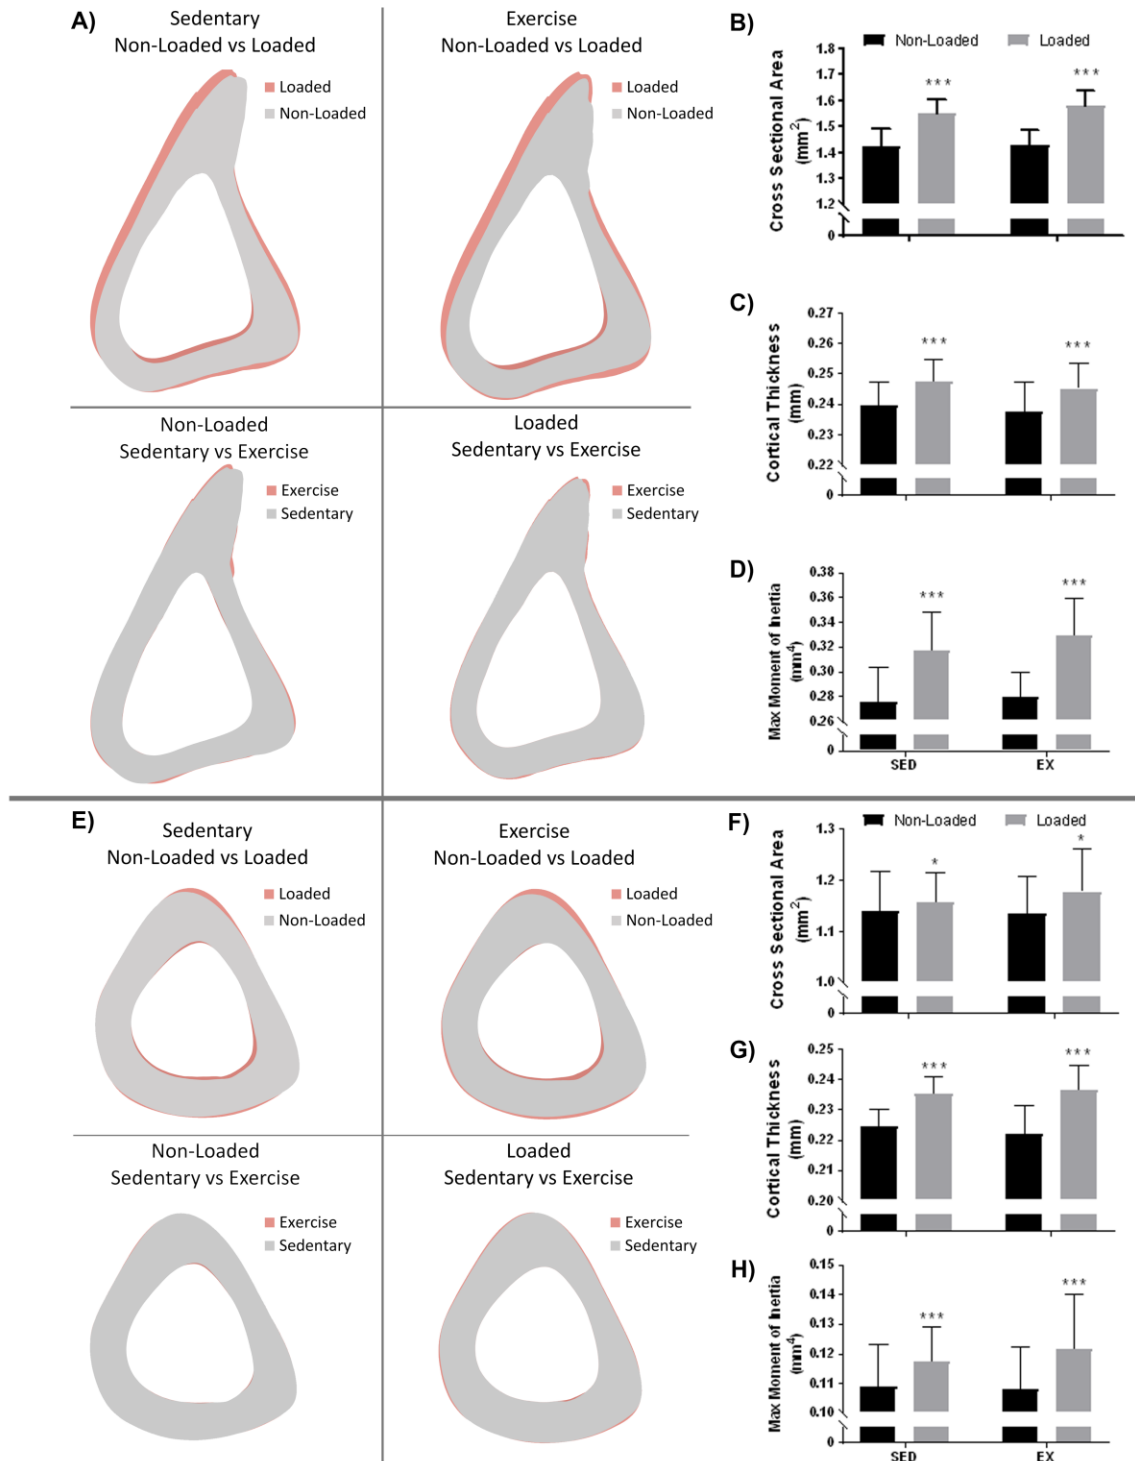 A)
Sedentary
Non-Loaded vs Loaded
Loaded
Non-Loaded
Exercise
Non-Loaded vs Loaded
Loaded
Non-Loaded
Non-Loaded
Sedentary vs Exercise
Exercise
Sedentary
Loaded
Sedentary vs Exercise
Exercise
Sedentary
B)
Non-Loaded Loaded
Cross Sectional Area
(mm2)
1.8
1.7
1.6
1.5
1.4
1.3
1.2
0
***
***
C)
Cortical Thickness
(mm)
0.27
0.26
0.25
0.24
0.23
0.22
0
***
***
D)
Max Moment of Inertia
(mm4)
0.38
0.36
0.34
0.32
0.30
0.28
0.26
0
***
***
SED EX
E)
Sedentary
Non-Loaded vs Loaded
Loaded
Non-Loaded
Exercise
Non-Loaded vs Loaded
Loaded
Non-Loaded
Non-Loaded
Sedentary vs Exercise
Exercise
Sedentary
Loaded
Sedentary vs Exercise
Exercise
Sedentary
F)
Non-Loaded Loaded
Cross Sectional Area
(mm2)
1.3
1.2
1.1
1.0
0
*
*
G)
Cortical Thickness
(mm)
0.25
0.24
0.23
0.22
0.21
0.20
0
***
***
H)
Max Moment of Inertia
(mm4)
0.15
0.14
0.13
0.12
0.11
0.10
0
***
***
SED EX